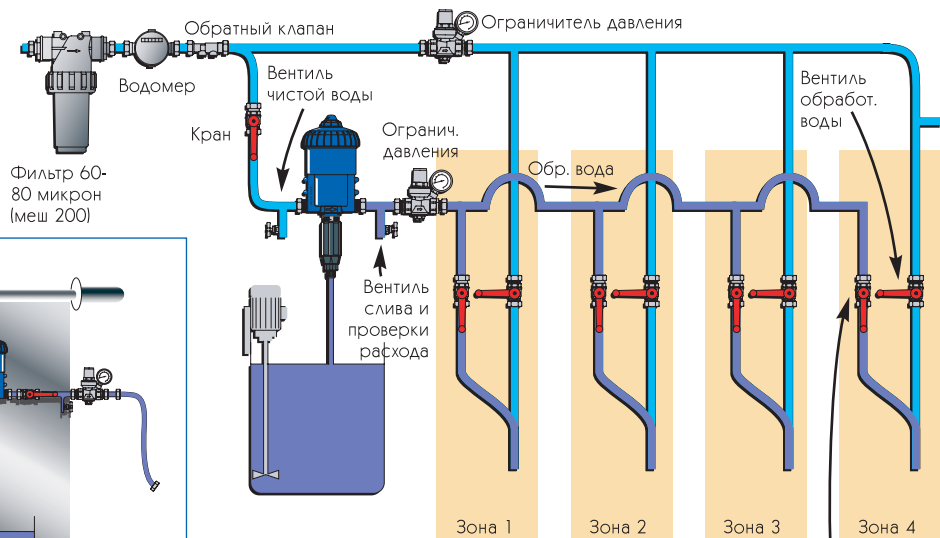 Обратный клапан
Ограничитель давления
Водомер
Вентиль
чистой воды
Вентиль
обработ.
воды
Кран
Огранич.
давления
Фильтр 60-
80 микрон
(меш 200)
Обр. вода
Вентиль
слива и
проверки
расхода
Зона 1
Зона 2
Зона 3
Зона 4